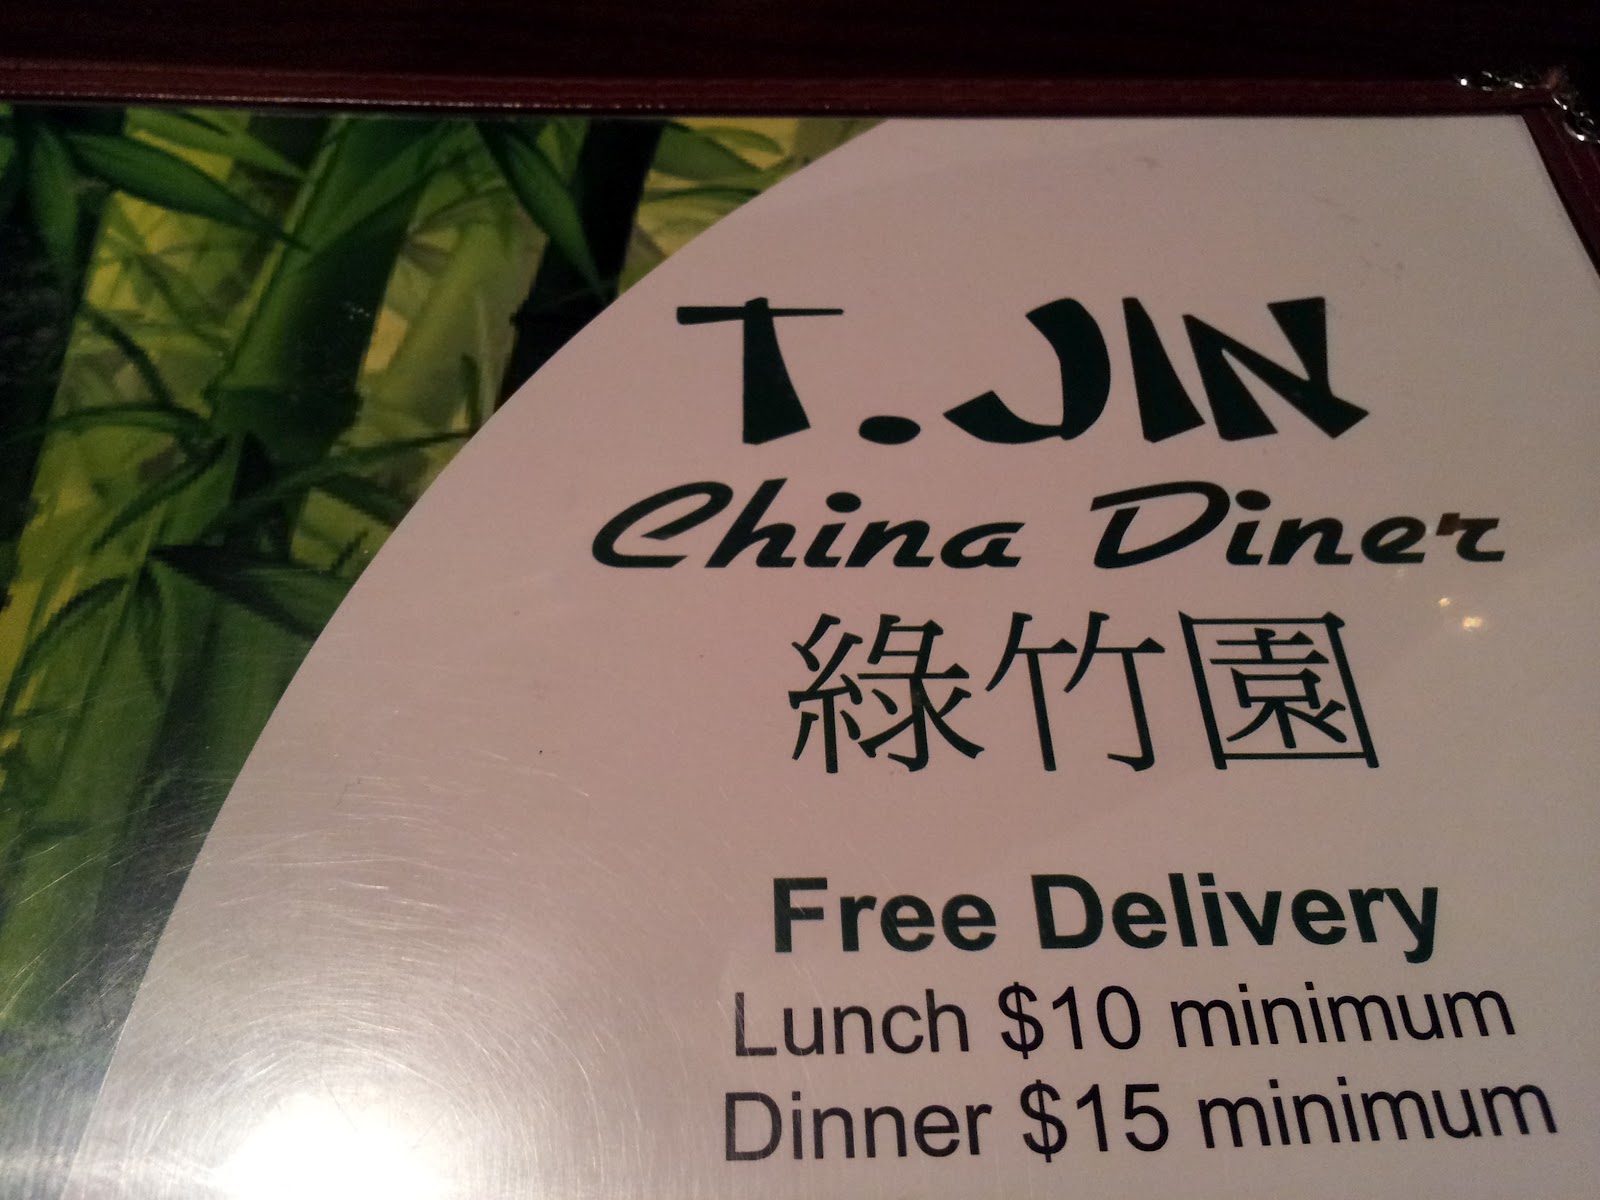 T.JIN
China Diner
綠竹園
Free Delivery
Lunch $10 minimum
Dinner $15 minimum